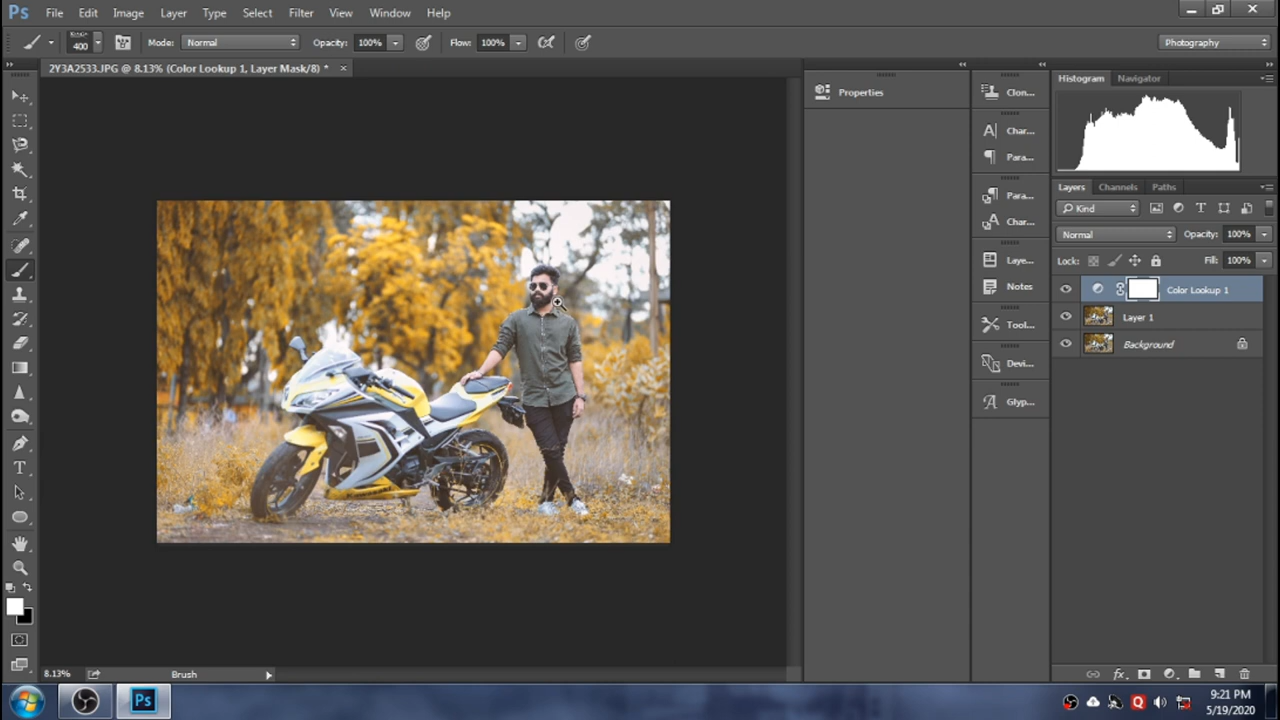 Ps File Edit Image Layer Type Select Filter 3D View Window Help
400 Mode: Normal Opacity: 100% Flow: 100% Photography
2Y3A2533.JPG @ 8.13% (Color Lookup 1, Layer Mask/8) * ×
Properties
Clon...
Char...
Para...
Para...
Char...
Laye...
Notes
Tool...
Devi...
Glyp...
Histogram Navigator
Layers Channels Paths
Kind
Normal Opacity: 100%
Lock: Fill: 100%
Color Lookup 1
Layer 1
Background
8.13% Brush
Ps
9:21 PM
5/19/2020